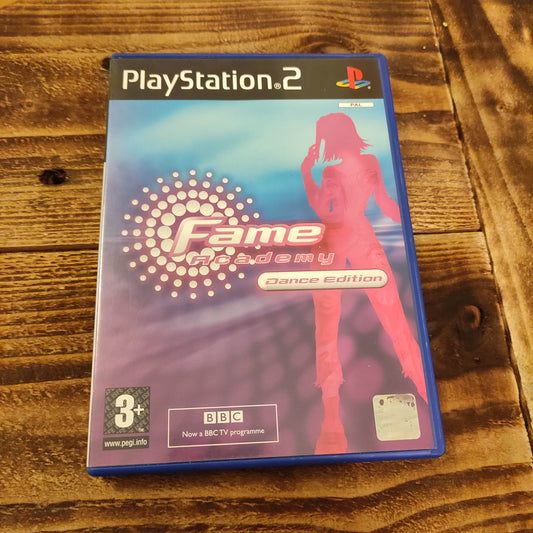 PlayStation®2
PAL
Fame
Academy
Dance Edition
3+
www.pegi.info
BBC
Now a BBC TV programme